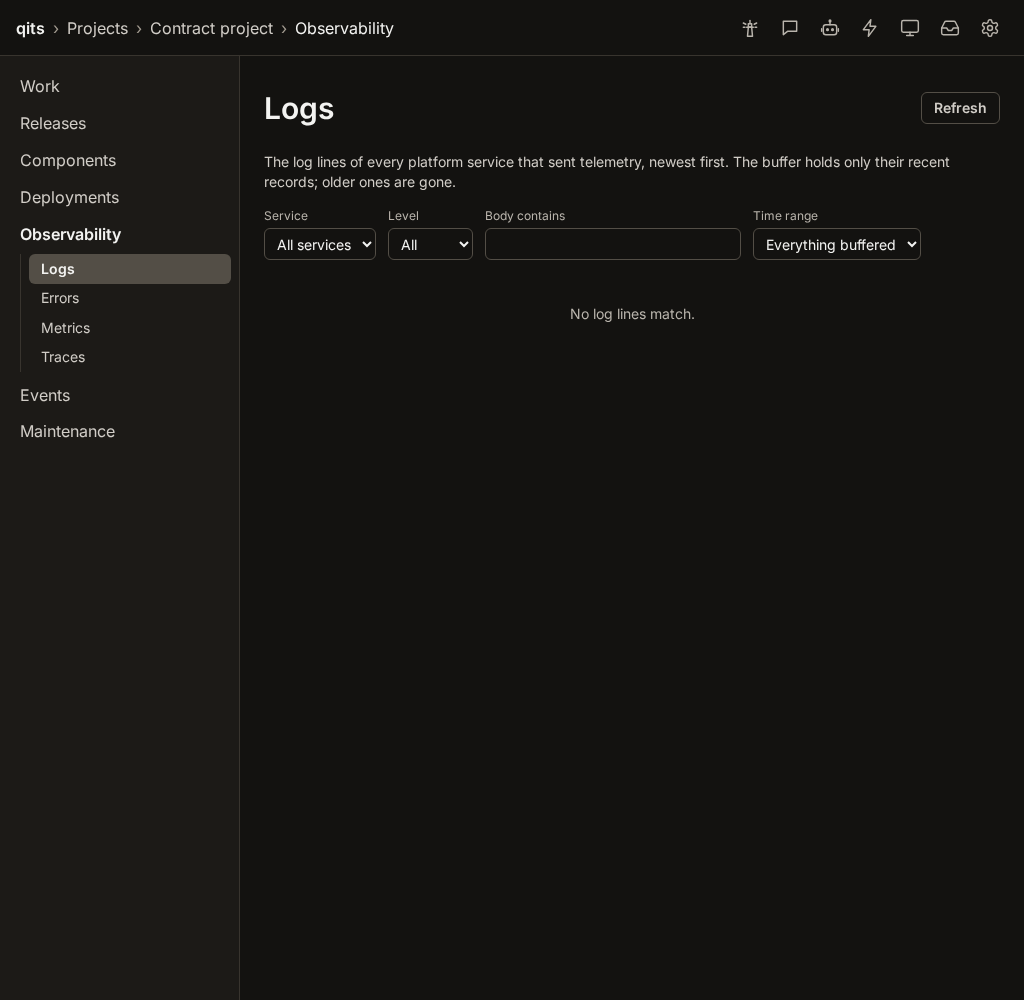 qits › Projects › Contract project › Observability
Work
Releases
Components
Deployments
Observability
Logs
Errors
Metrics
Traces
Events
Maintenance
Logs
Refresh
The log lines of every platform service that sent telemetry, newest first. The buffer holds only their recent
records; older ones are gone.
Service Level Body contains Time range
All services All Everything buffered
No log lines match.